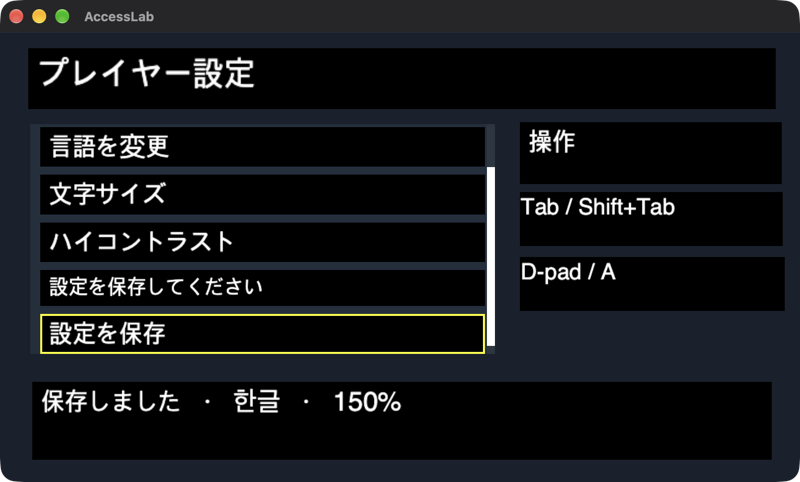 AccessLab
プレイヤー設定
言語を変更
文字サイズ
ハイコントラスト
設定を保存してください
設定を保存
操作
Tab / Shift+Tab
D-pad / A
保存しました ・ 한글 ・ 150%